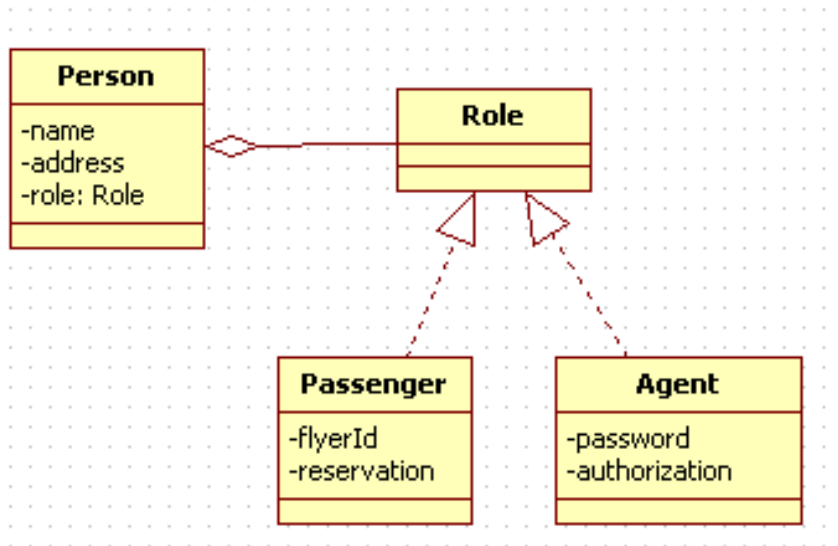 Person
-name
-address
-role: Role
Role
Passenger
-flyerId
-reservation
Agent
-password
-authorization